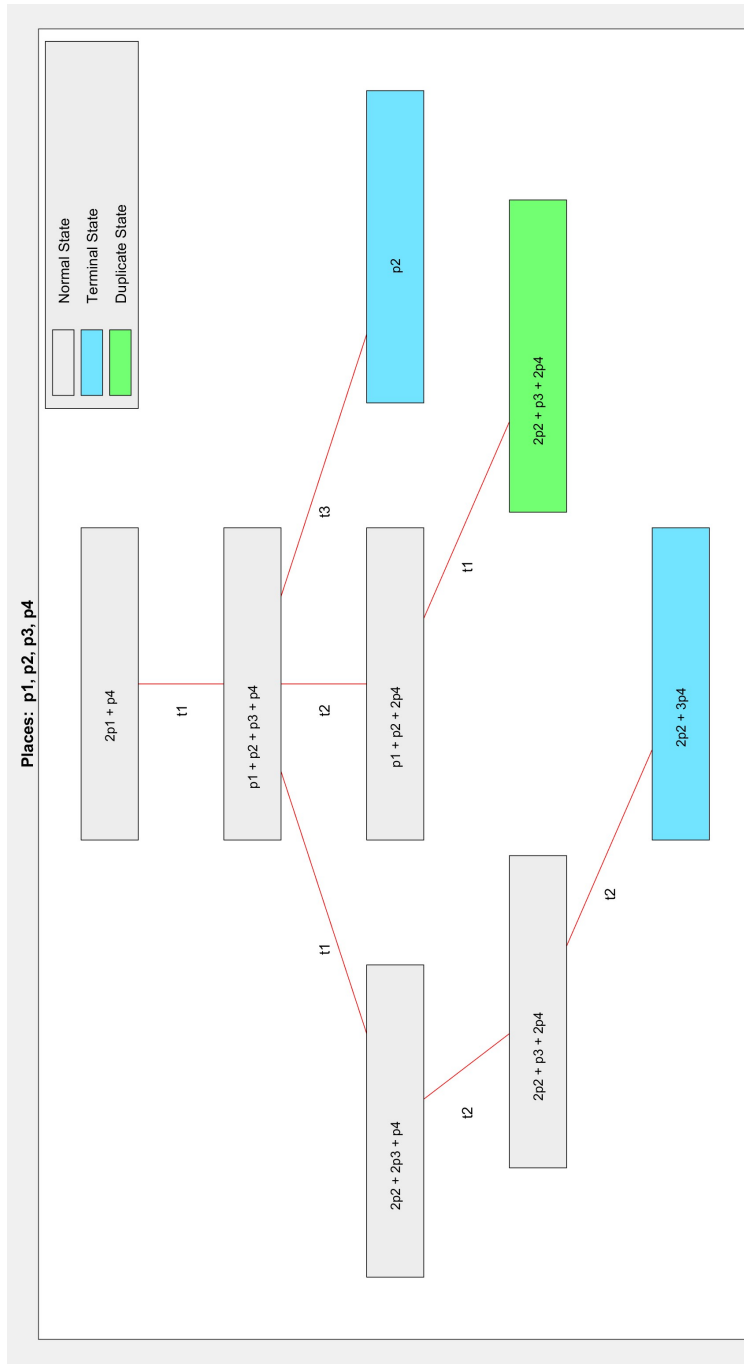 Places: p1, p2, p3, p4
Normal State
Terminal State
Duplicate State
2p1 + p4
t1
p1 + p2 + p3 + p4
t1
t2
t3
2p2 + 2p3 + p4
p1 + p2 + 2p4
p2
t2
t1
2p2 + p3 + 2p4
2p2 + p3 + 2p4
t2
2p2 + 3p4